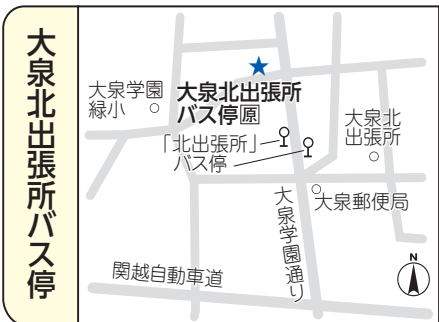 大泉北出張所バス停
大泉学園
緑小
大泉北出張所
バス停原
「北出張所」
バス停
大泉北
出張所
大泉郵便局
大泉学園通り
関越自動車道
N